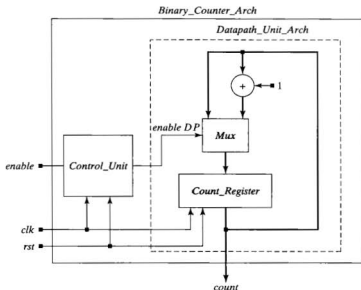 Binary_Counter_Arch
Datapath_Unit_Arch
+
1
enable DP
Mux
enable
Control_Unit
Count_Register
clk
rst
count